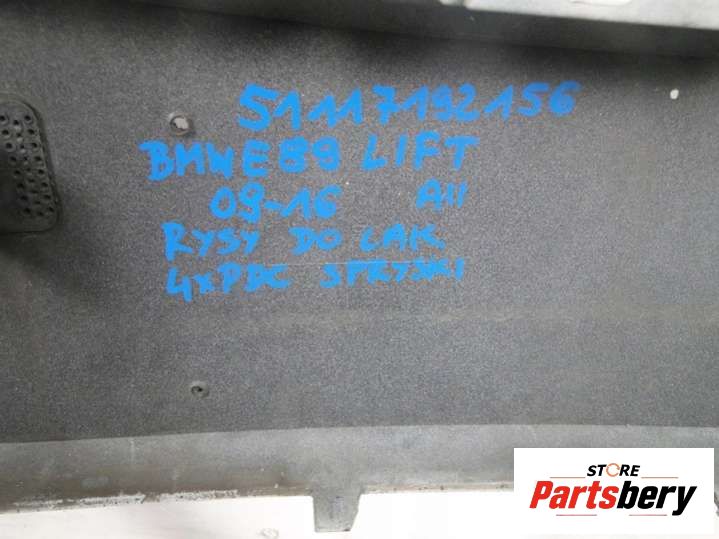 51117192156
BMW E89 LIFT
09-16 A11
RYSY DO LAK.
4xPDC SPRYSKI
STORE
Partsbery